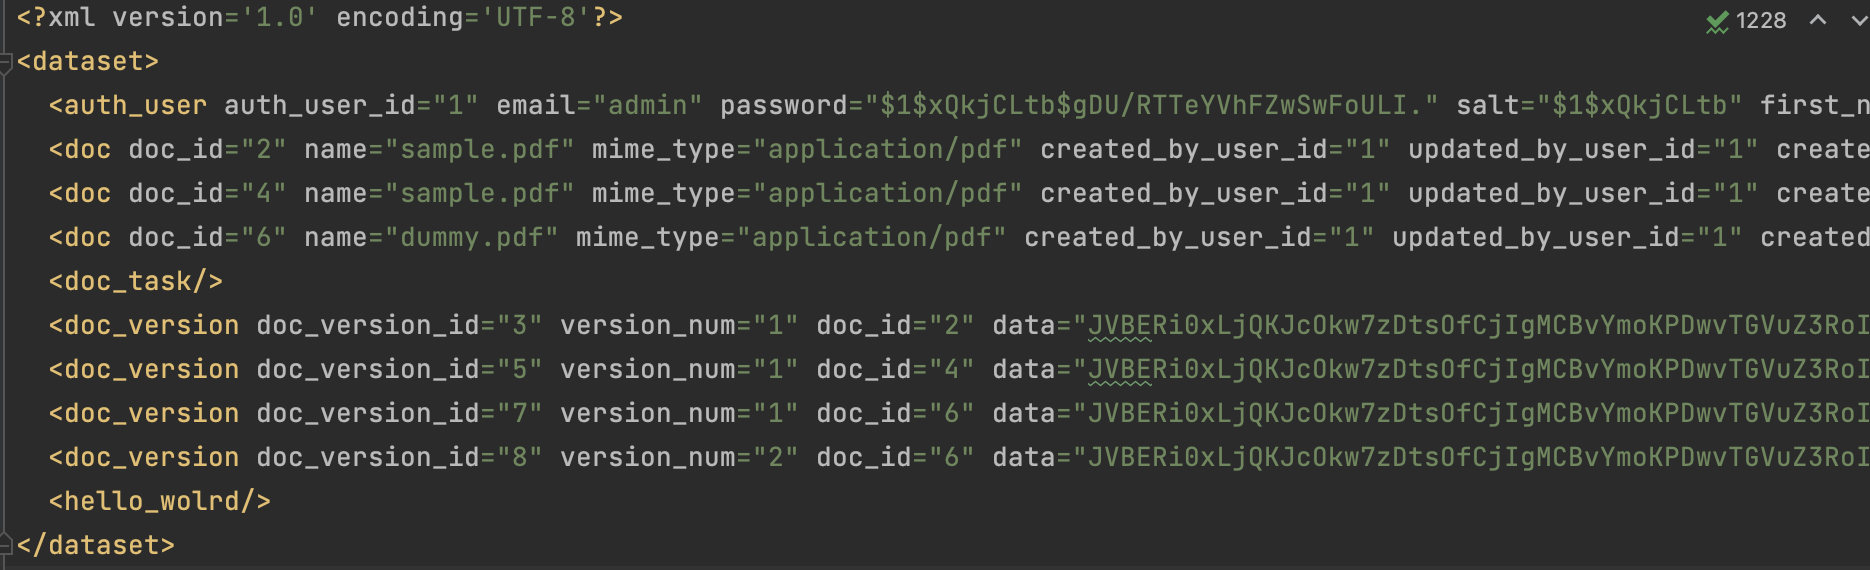 <?xml version='1.0' encoding='UTF-8'?>
1228
<dataset>
<auth_user auth_user_id="1" email="admin" password="$1$xQkjCLtb$gDU/RTTeYVhFZwSwFoULI." salt="$1$xQkjCLtb" first_n
<doc doc_id="2" name="sample.pdf" mime_type="application/pdf" created_by_user_id="1" updated_by_user_id="1" create
<doc doc_id="4" name="sample.pdf" mime_type="application/pdf" created_by_user_id="1" updated_by_user_id="1" create
<doc doc_id="6" name="dummy.pdf" mime_type="application/pdf" created_by_user_id="1" updated_by_user_id="1" created
<doc_task/>
<doc_version doc_version_id="3" version_num="1" doc_id="2" data="JVBERi0xLjQKJcOkw7zDtsOfCjIgMCBvYmoKPDwvTGVuZ3RoI
<doc_version doc_version_id="5" version_num="1" doc_id="4" data="JVBERi0xLjQKJcOkw7zDtsOfCjIgMCBvYmoKPDwvTGVuZ3RoI
<doc_version doc_version_id="7" version_num="1" doc_id="6" data="JVBERi0xLjQKJcOkw7zDtsOfCjIgMCBvYmoKPDwvTGVuZ3RoI
<doc_version doc_version_id="8" version_num="2" doc_id="6" data="JVBERi0xLjQKJcOkw7zDtsOfCjIgMCBvYmoKPDwvTGVuZ3RoI
<hello_wolrd/>
</dataset>